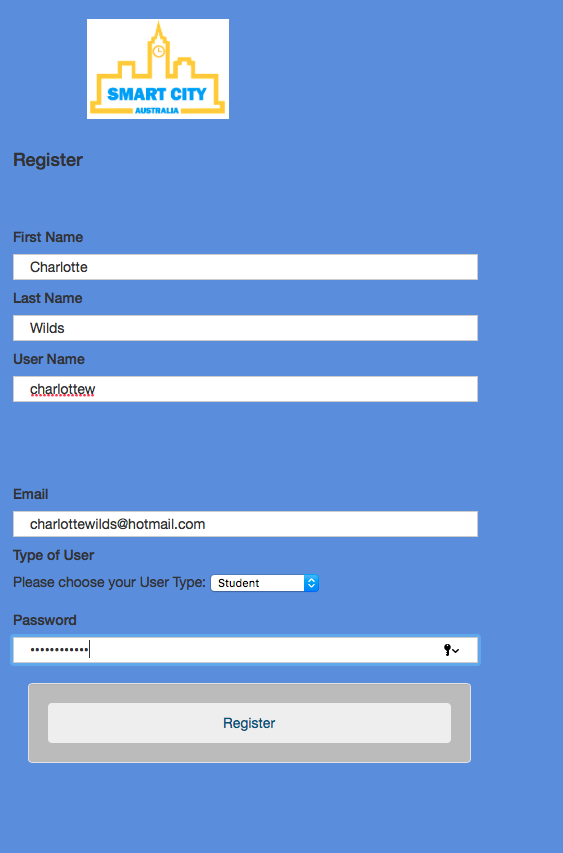 SMART CITY
AUSTRALIA
Register
First Name
Charlotte
Last Name
Wilds
User Name
charlottew
Email
charlottewilds@hotmail.com
Type of User
Please choose your User Type: Student
Password
••••••••••••
Register